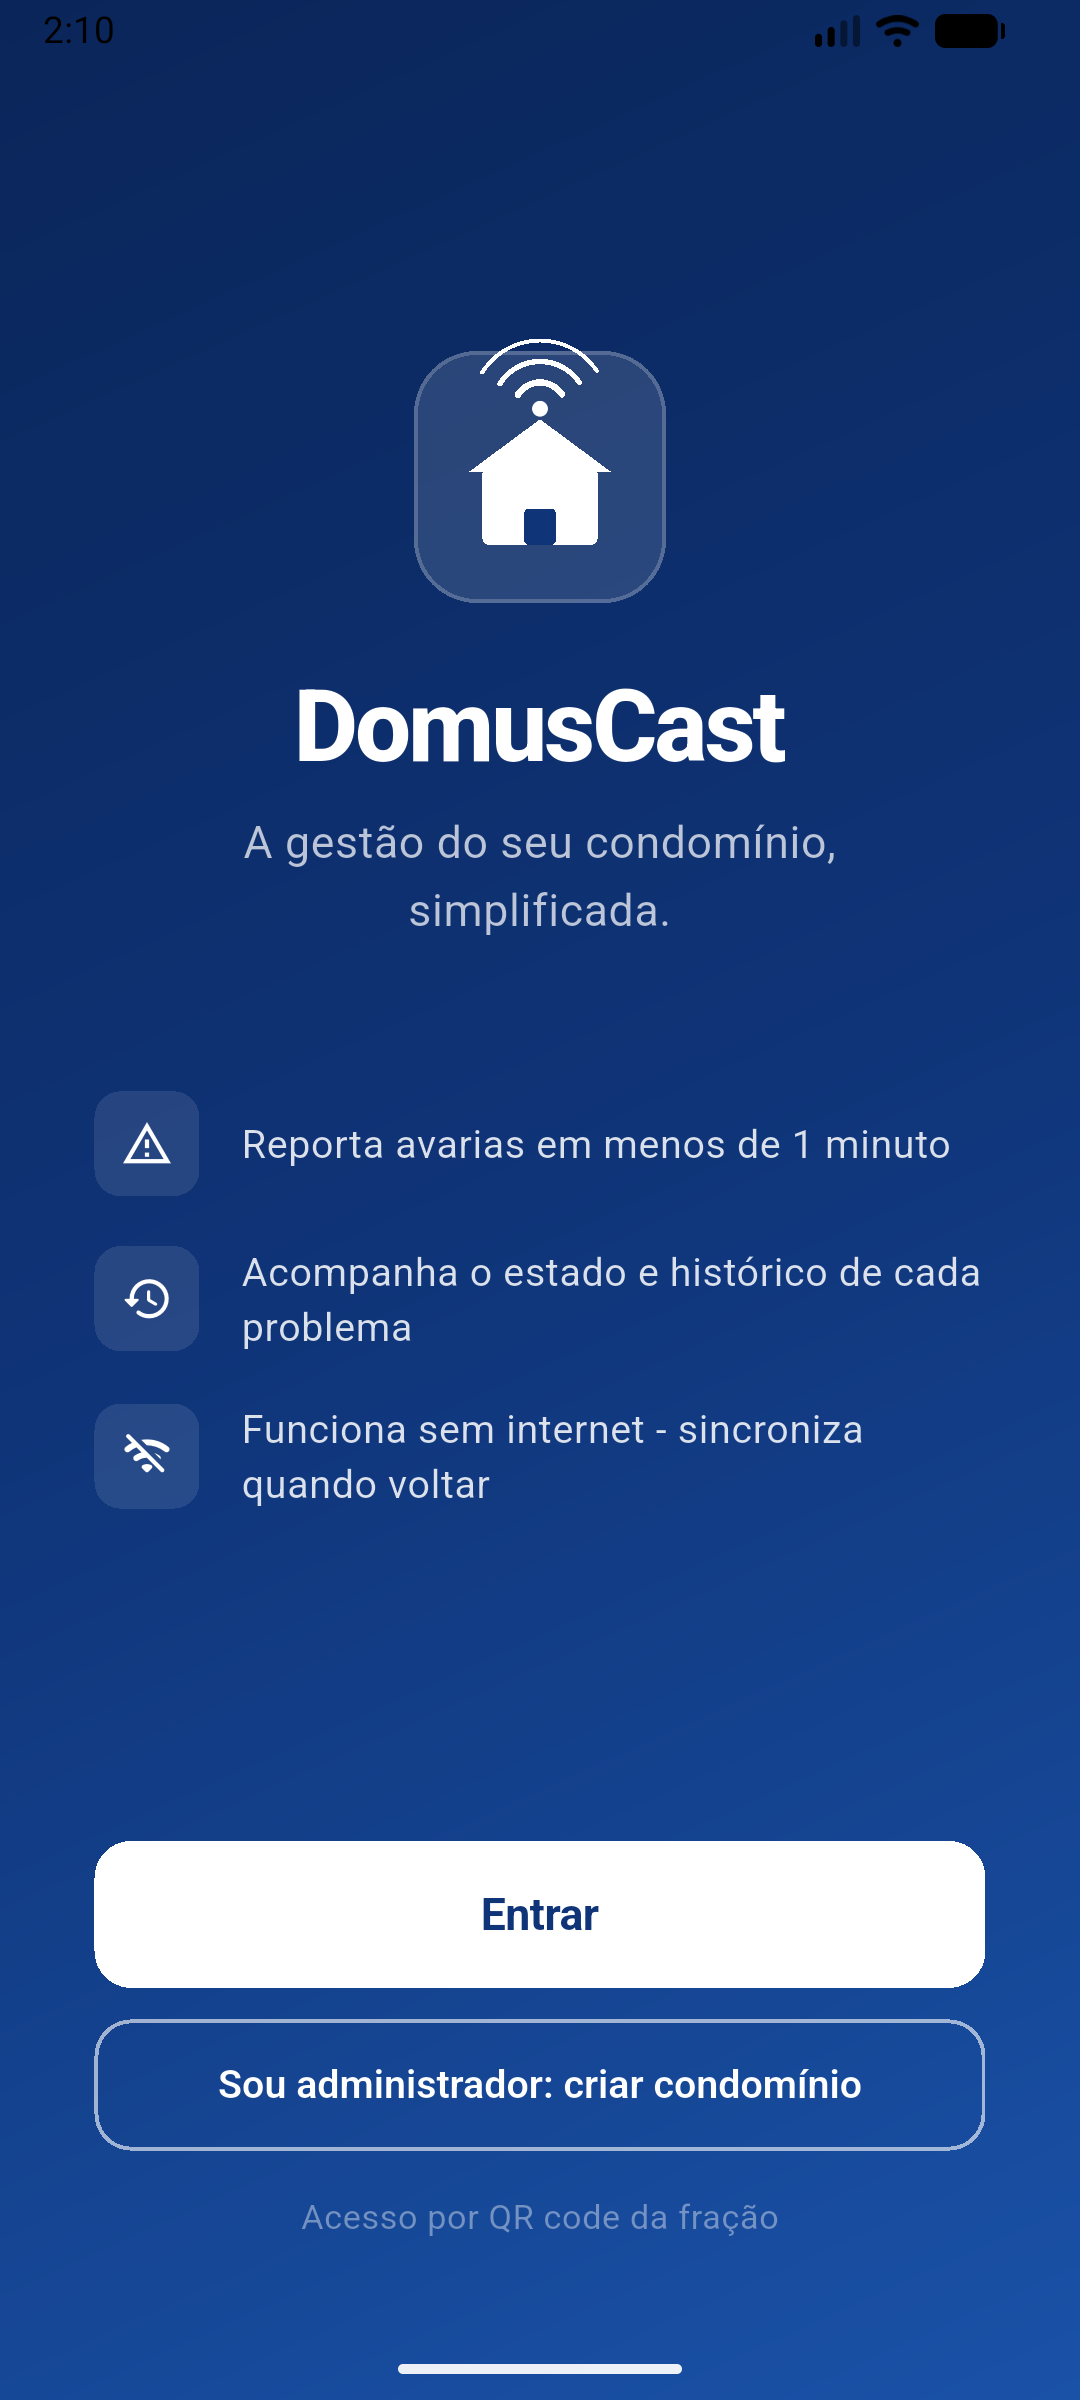 2:10
DomusCast
A gestão do seu condomínio,
simplificada.
Reporta avarias em menos de 1 minuto
Acompanha o estado e histórico de cada
problema
Funciona sem internet - sincroniza
quando voltar
Entrar
Sou administrador: criar condomínio
Acesso por QR code da fração